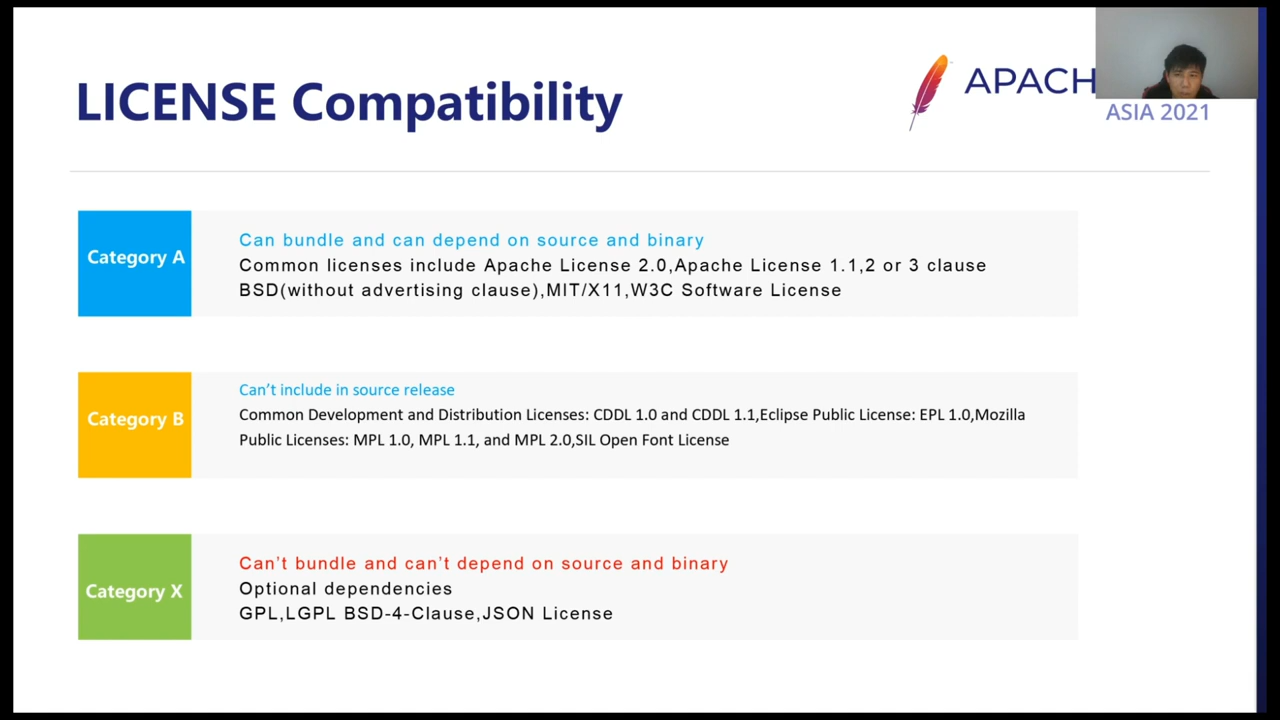 LICENSE Compatibility
APACH
ASIA 2021
Category A
Can bundle and can depend on source and binary
Common licenses include Apache License 2.0,Apache License 1.1,2 or 3 clause
BSD(without advertising clause),MIT/X11,W3C Software License
Category B
Can’t include in source release
Common Development and Distribution Licenses: CDDL 1.0 and CDDL 1.1,Eclipse Public License: EPL 1.0,Mozilla
Public Licenses: MPL 1.0, MPL 1.1, and MPL 2.0,SIL Open Font License
Category X
Can’t bundle and can’t depend on source and binary
Optional dependencies
GPL,LGPL BSD-4-Clause,JSON License